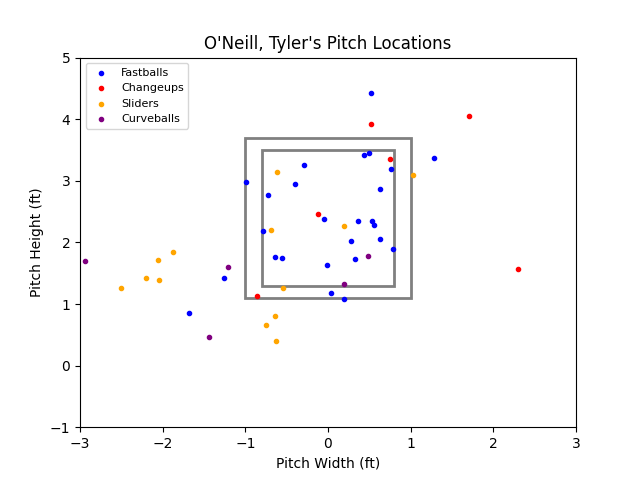 O'Neill, Tyler's Pitch Locations
Fastballs
Changeups
Sliders
Curveballs
Pitch Height (ft)
5
4
3
2
1
0
−1
−3
−2
−1
0
1
2
3
Pitch Width (ft)